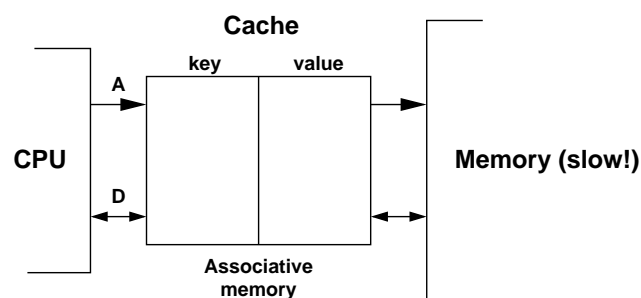 Cache
key value
A
CPU
Memory (slow!)
D
Associative
memory